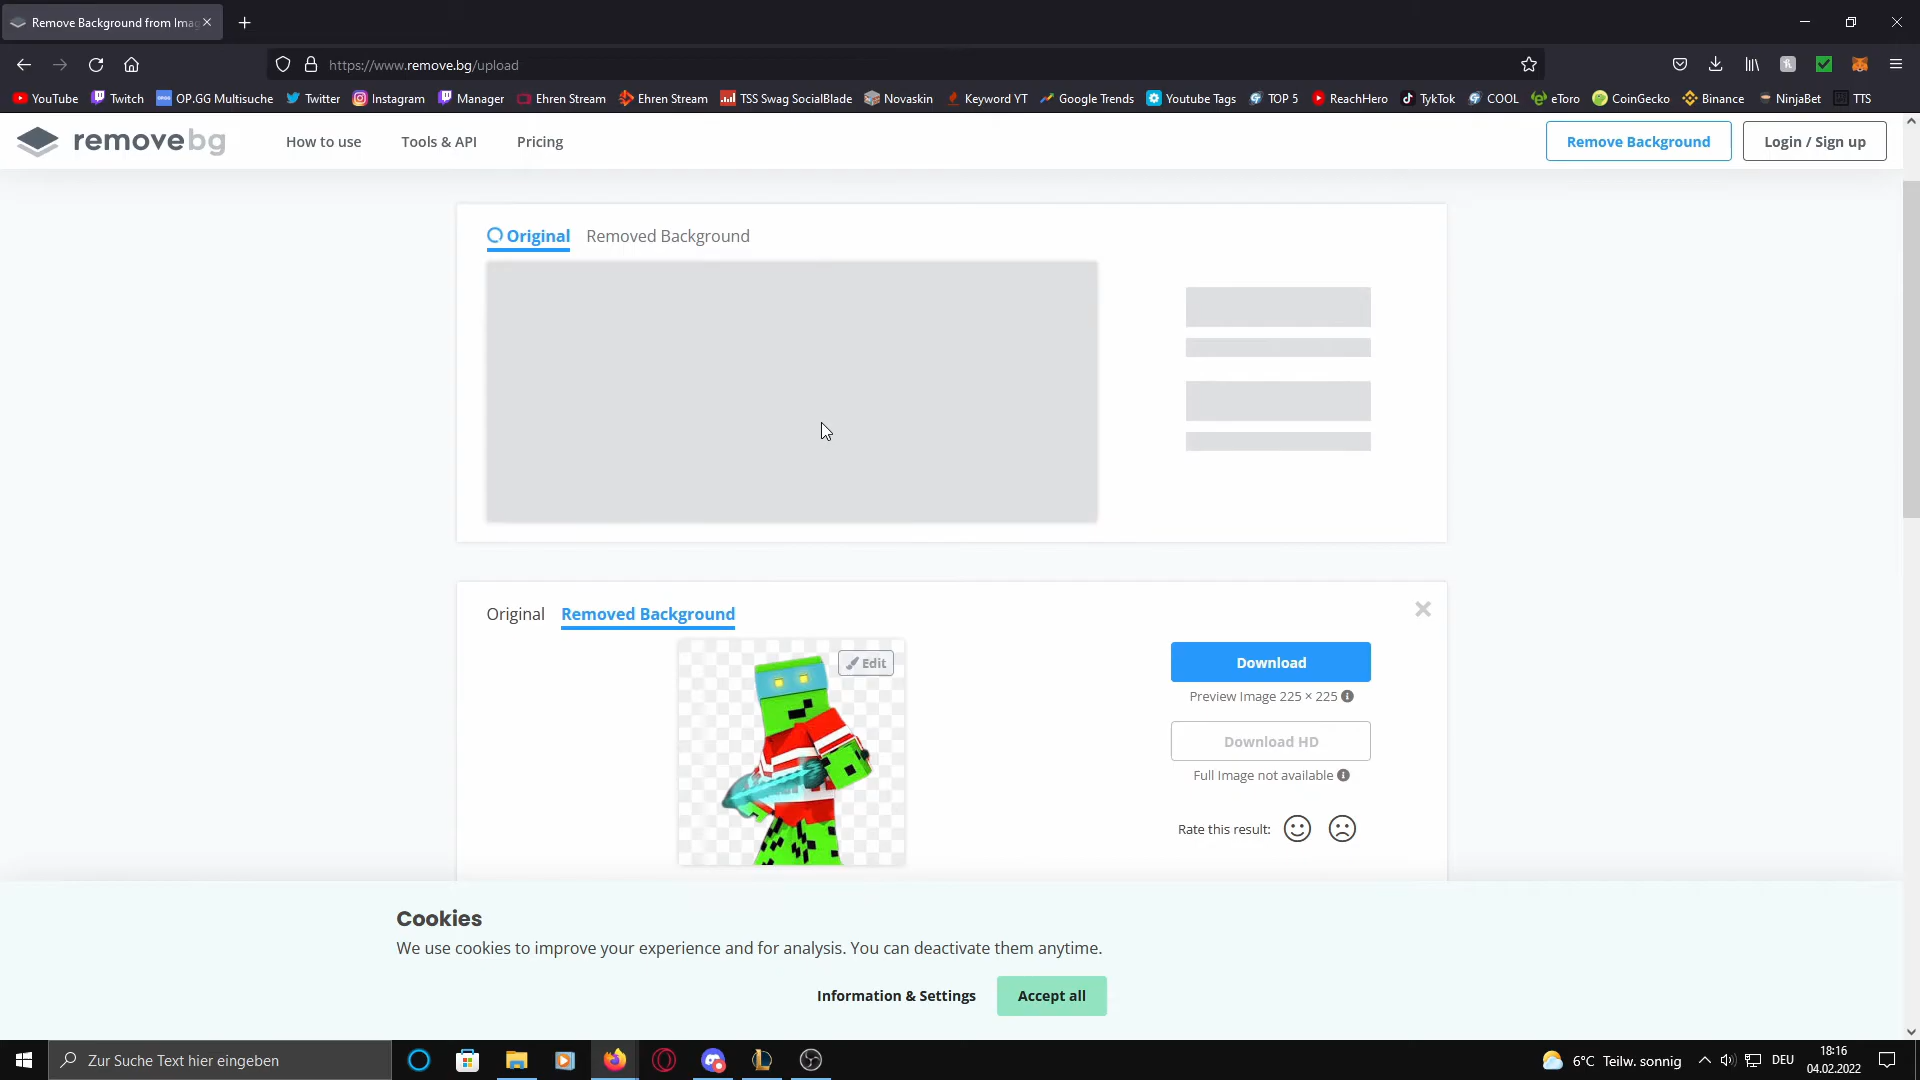 Remove Background from Imag
https://www.remove.bg/upload
YouTube
Twitch
OP.GG Multisuche
Twitter
Instagram
Manager
Ehren Stream
Ehren Stream
TSS Swag SocialBlade
Novaskin
Keyword YT
Google Trends
Youtube Tags
TOP 5
ReachHero
TykTok
COOL
eToro
CoinGecko
Binance
NinjaBet
TTS
removebg
How to use
Tools & API
Pricing
Remove Background
Login / Sign up
Original
Removed Background
Original
Removed Background
Edit
Download
Preview Image 225 × 225
Download HD
Full Image not available
Rate this result:
Cookies
We use cookies to improve your experience and for analysis. You can deactivate them anytime.
Information & Settings
Accept all
Zur Suche Text hier eingeben
6°C Teilw. sonnig
DEU
18:16
04.02.2022